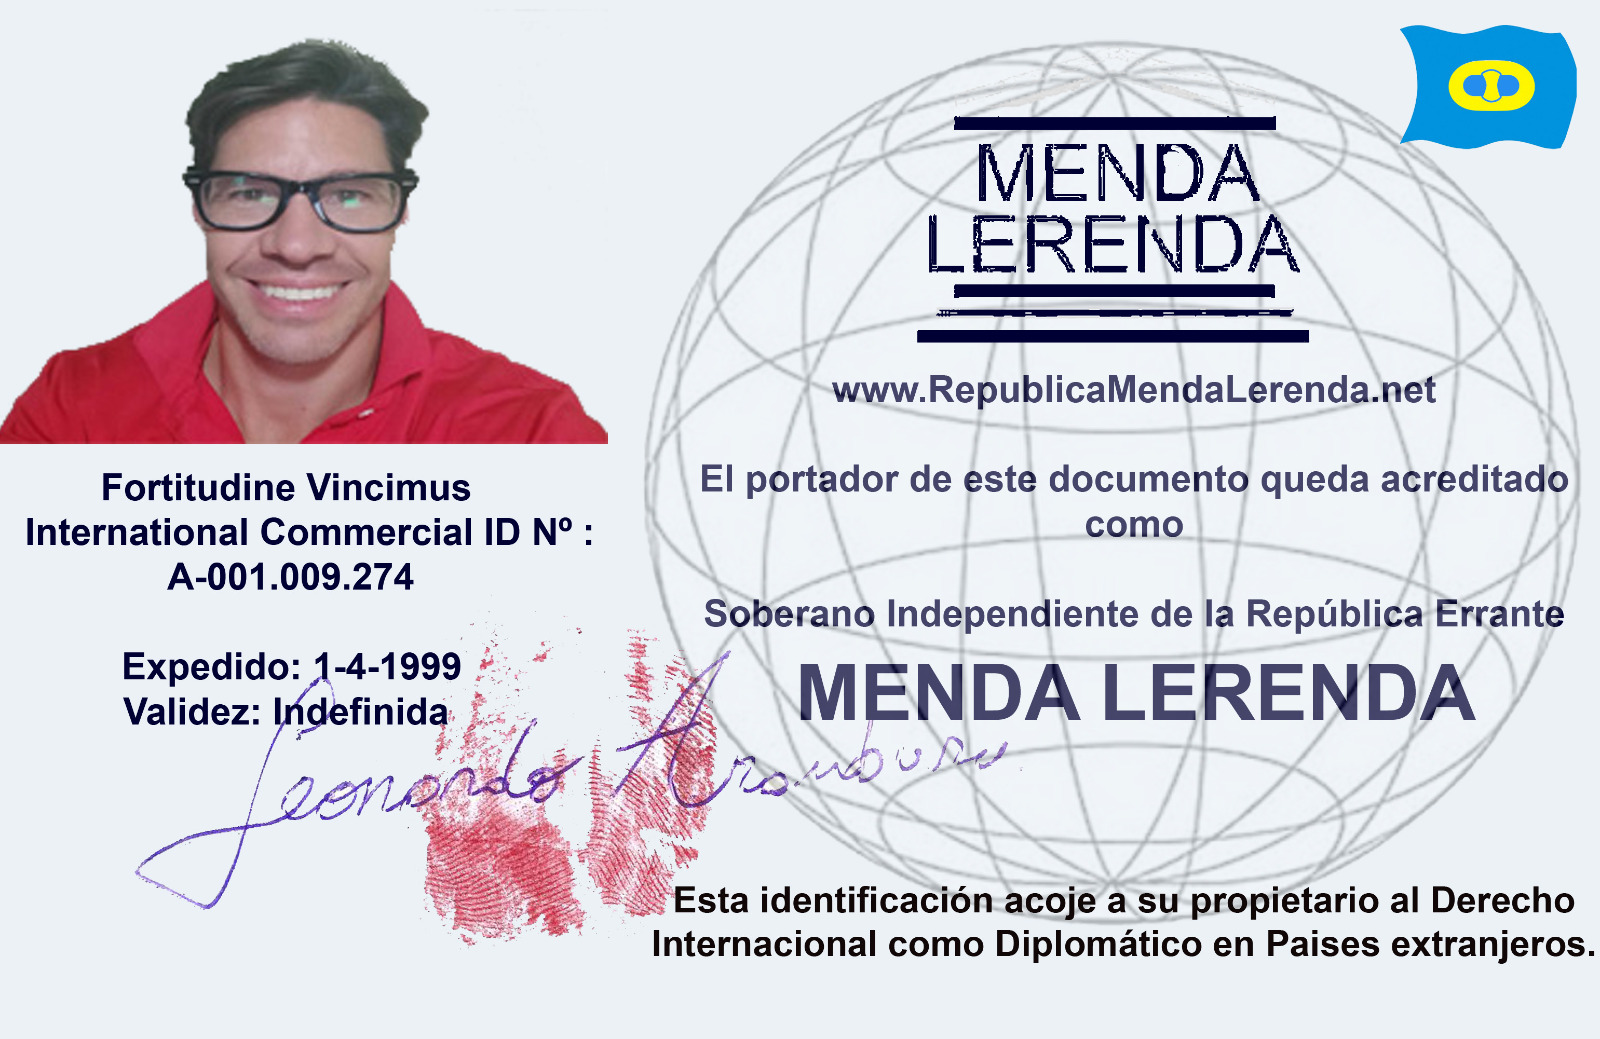 MENDA
LERENDA
www.RepublicaMendaLerenda.net
El portador de este documento queda acreditado
como
Soberano Independiente de la República Errante
MENDA LERENDA
Fortitudine Vincimus
International Commercial ID Nº :
A-001.009.274
Expedido: 1-4-1999
Validez: Indefinida
Leonardo Aramburu
Esta identificación acoje a su propietario al Derecho
Internacional como Diplomático en Paises extranjeros.